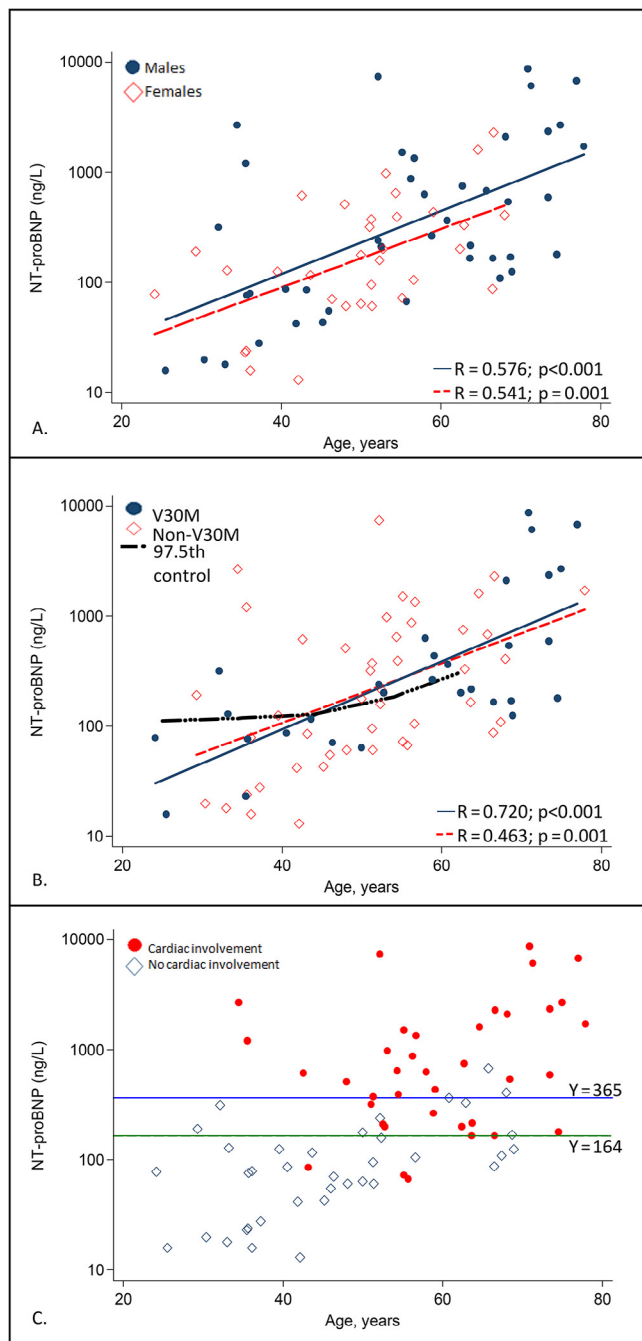 10000
1000
100
10
NT-proBNP (ng/L)
Males
Females
R = 0.576; p<0.001
R = 0.541; p = 0.001
20
40
60
80
Age, years
A.
10000
1000
100
10
NT-proBNP (ng/L)
V30M
Non-V30M
97.5th
control
R = 0.720; p<0.001
R = 0.463; p = 0.001
20
40
60
80
Age, years
B.
10000
1000
100
10
NT-proBNP (ng/L)
Cardiac involvement
No cardiac involvement
Y = 365
Y = 164
20
40
60
80
Age, years
C.